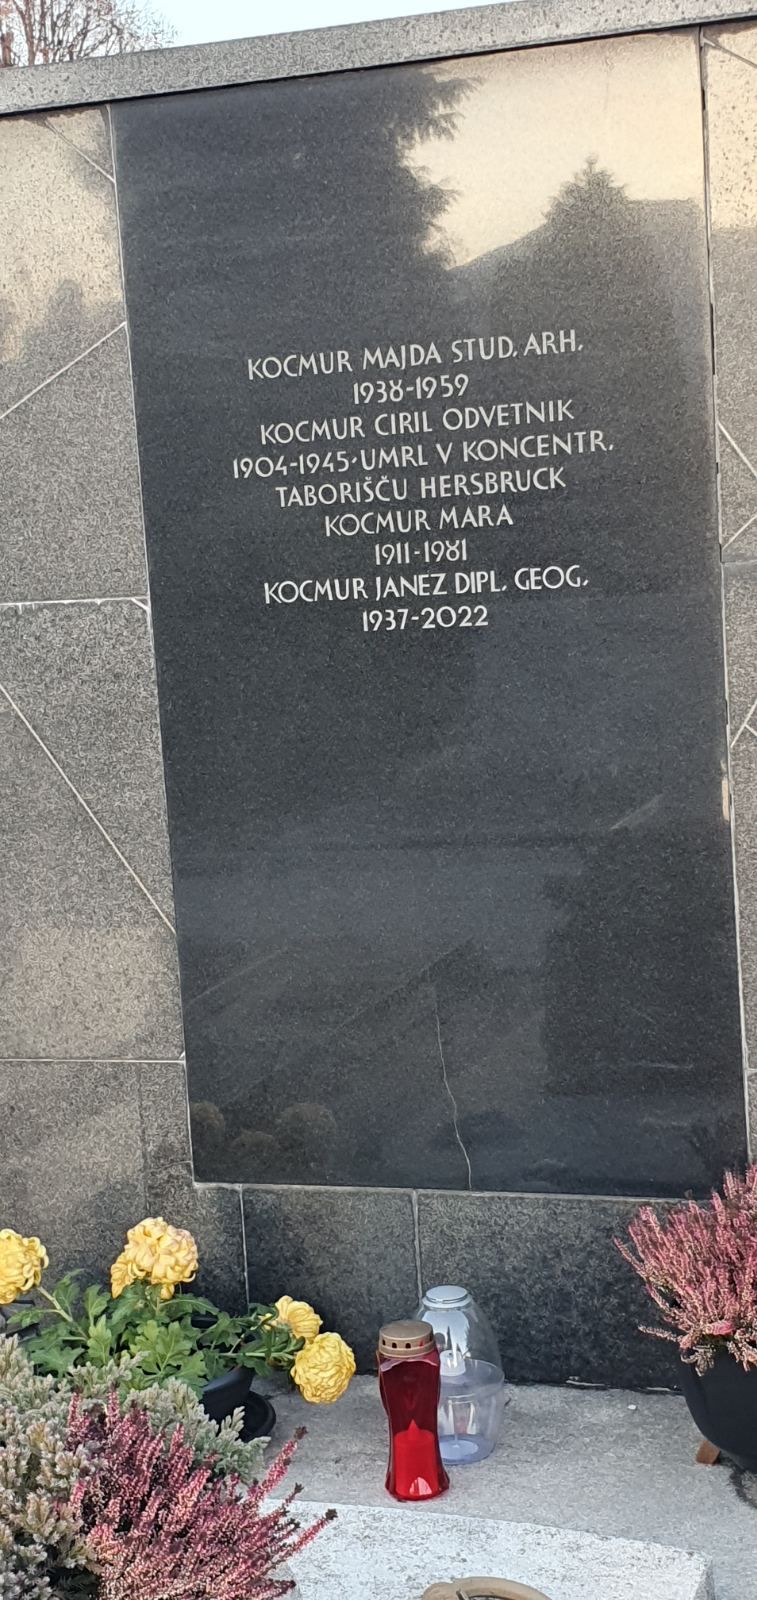 KOCMUR MAJDA STUD. ARH.
1938-1959
KOCMUR CIRIL ODVETNIK
1904-1945·UMRL V KONCENTR.
TABORIŠČU HERSBRUCK
KOCMUR MARA
1911-1981
KOCMUR JANEZ DIPL. GEOG.
1937-2022